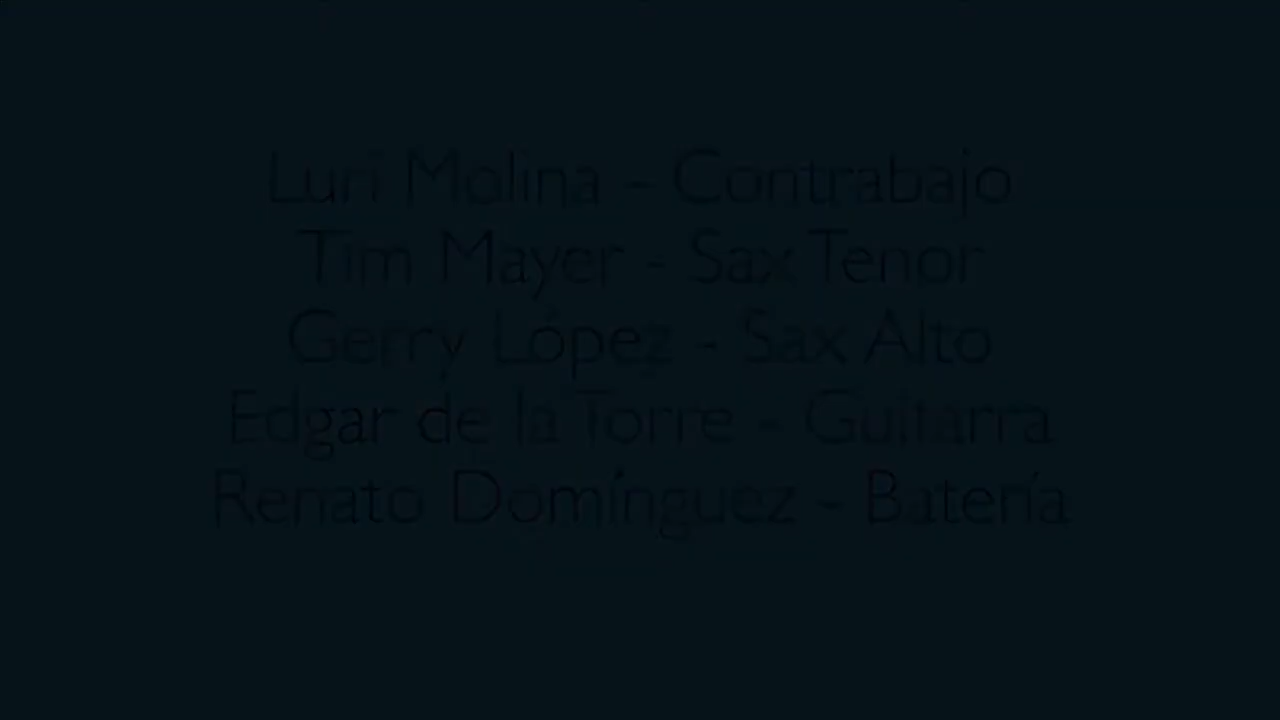 Luri Molina - Contrabajo
Tim Mayer - Sax Tenor
Gerry López - Sax Alto
Edgar de la Torre - Guitarra
Renato Domínguez - Batería